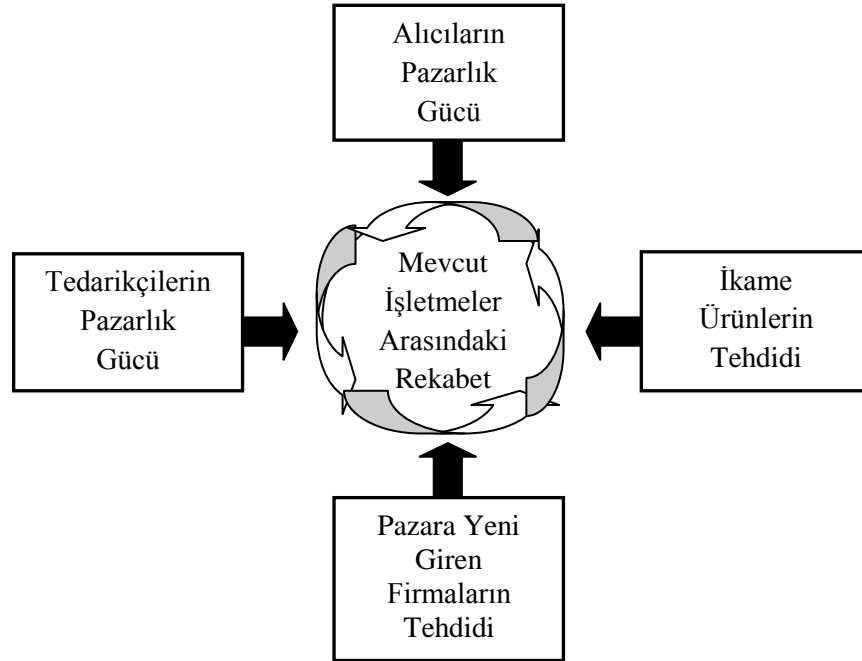 Alıcıların
Pazarlık
Gücü
Tedarikçilerin
Pazarlık
Gücü
Mevcut
İşletmeler
Arasındaki
Rekabet
İkame
Ürünlerin
Tehdidi
Pazara Yeni
Giren
Firmaların
Tehdidi